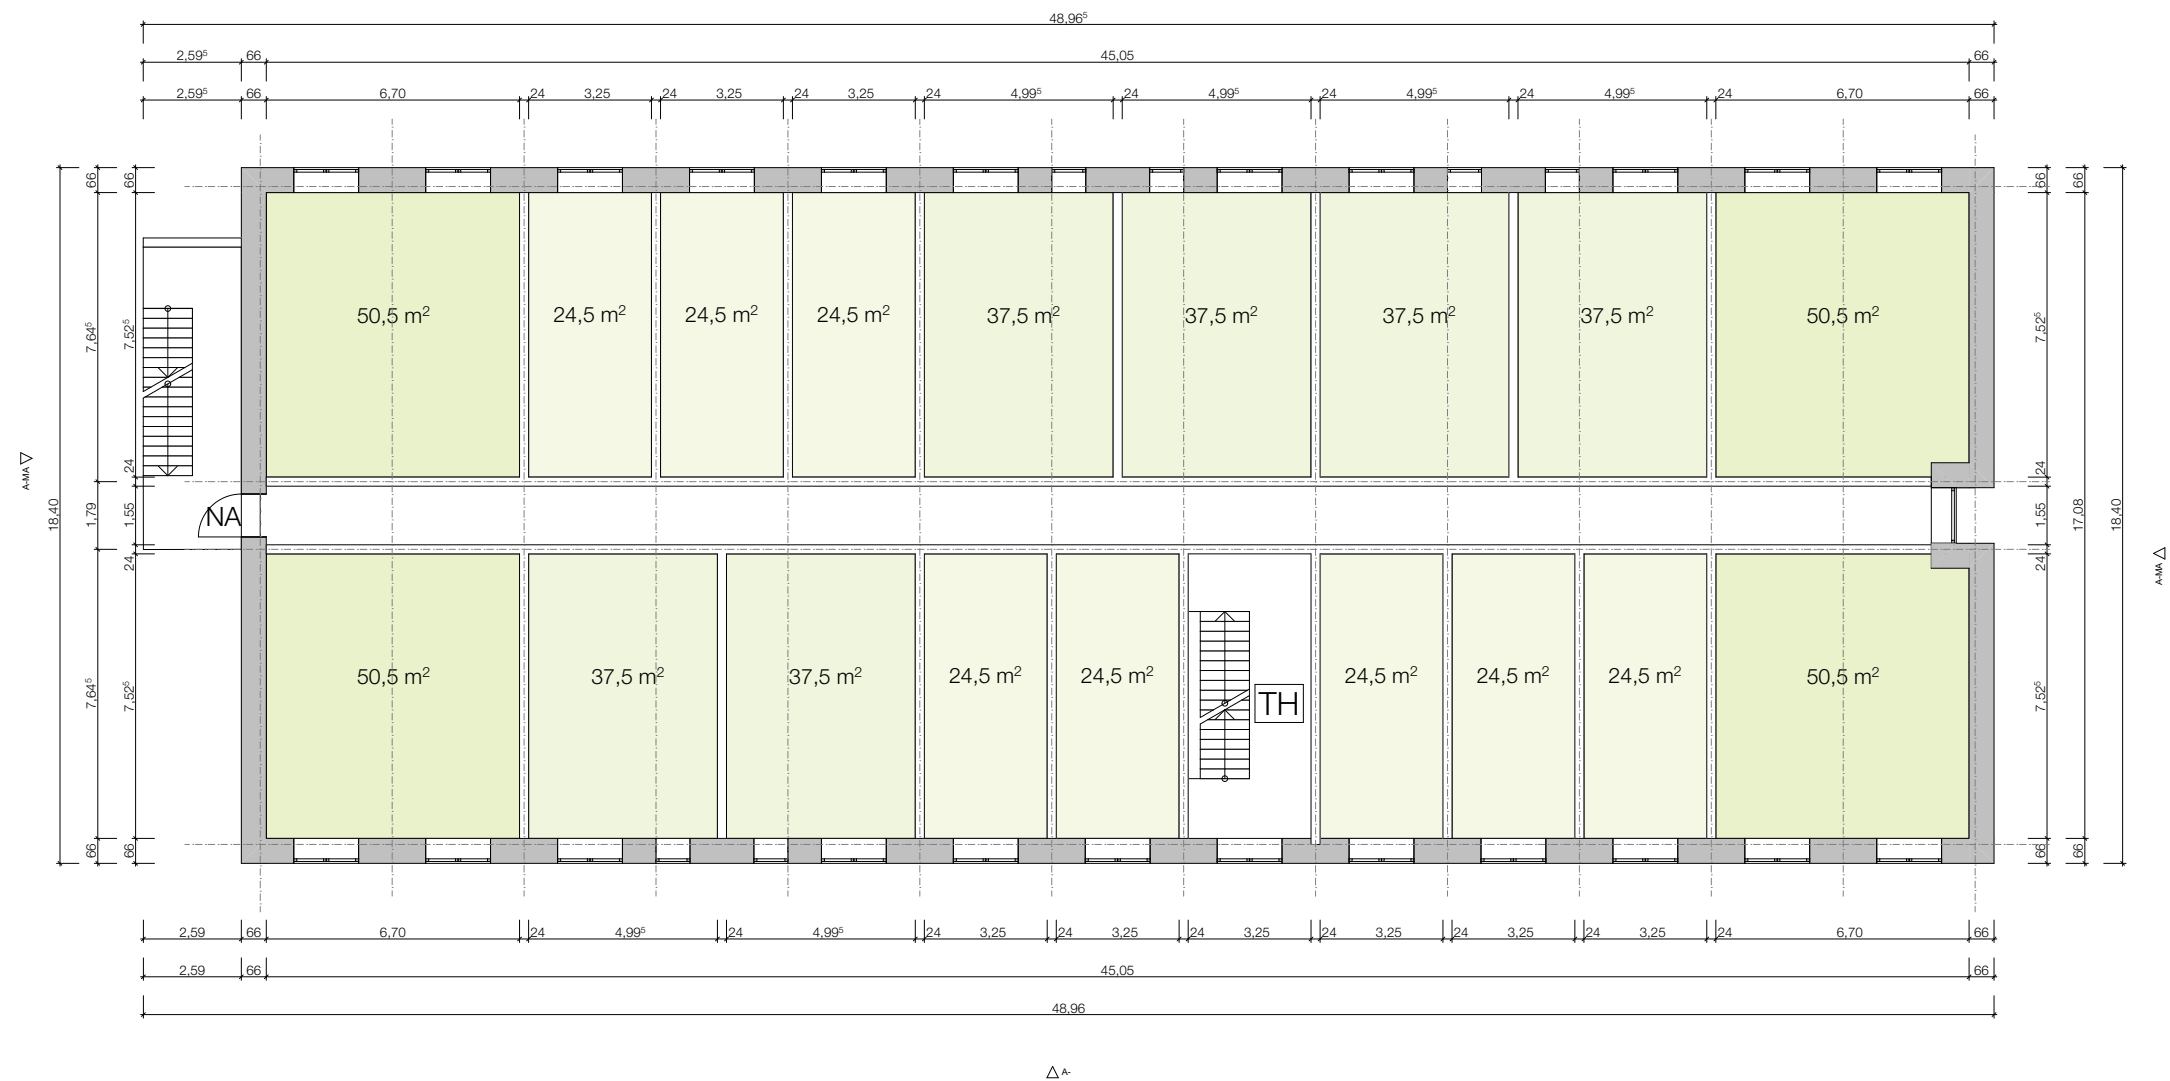 48,96⁵
2,59⁵ 66 45,05 66
2,59⁵ 66 6,70 24 3,25 24 3,25 24 3,25 24 4,99⁵ 24 4,99⁵ 24 4,99⁵ 24 4,99⁵ 24 6,70 66
66 66 66 66
50,5 m² 24,5 m² 24,5 m² 24,5 m² 37,5 m² 37,5 m² 37,5 m² 37,5 m² 50,5 m²
7,64⁵ 7,52⁵ 7,52⁵
A-MA
24 24
18,40 1,79 1,55 NA 1,55 17,08 18,40
24 24
A-MA
50,5 m² 37,5 m² 37,5 m² 24,5 m² 24,5 m² 24,5 m² 24,5 m² 24,5 m² 50,5 m²
7,64⁵ 7,52⁵ TH 7,52⁵
66 66 66 66
2,59 66 6,70 24 4,99⁵ 24 4,99⁵ 24 3,25 24 3,25 24 3,25 24 3,25 24 3,25 24 3,25 24 6,70 66
2,59 66 45,05 66
48,96
A-